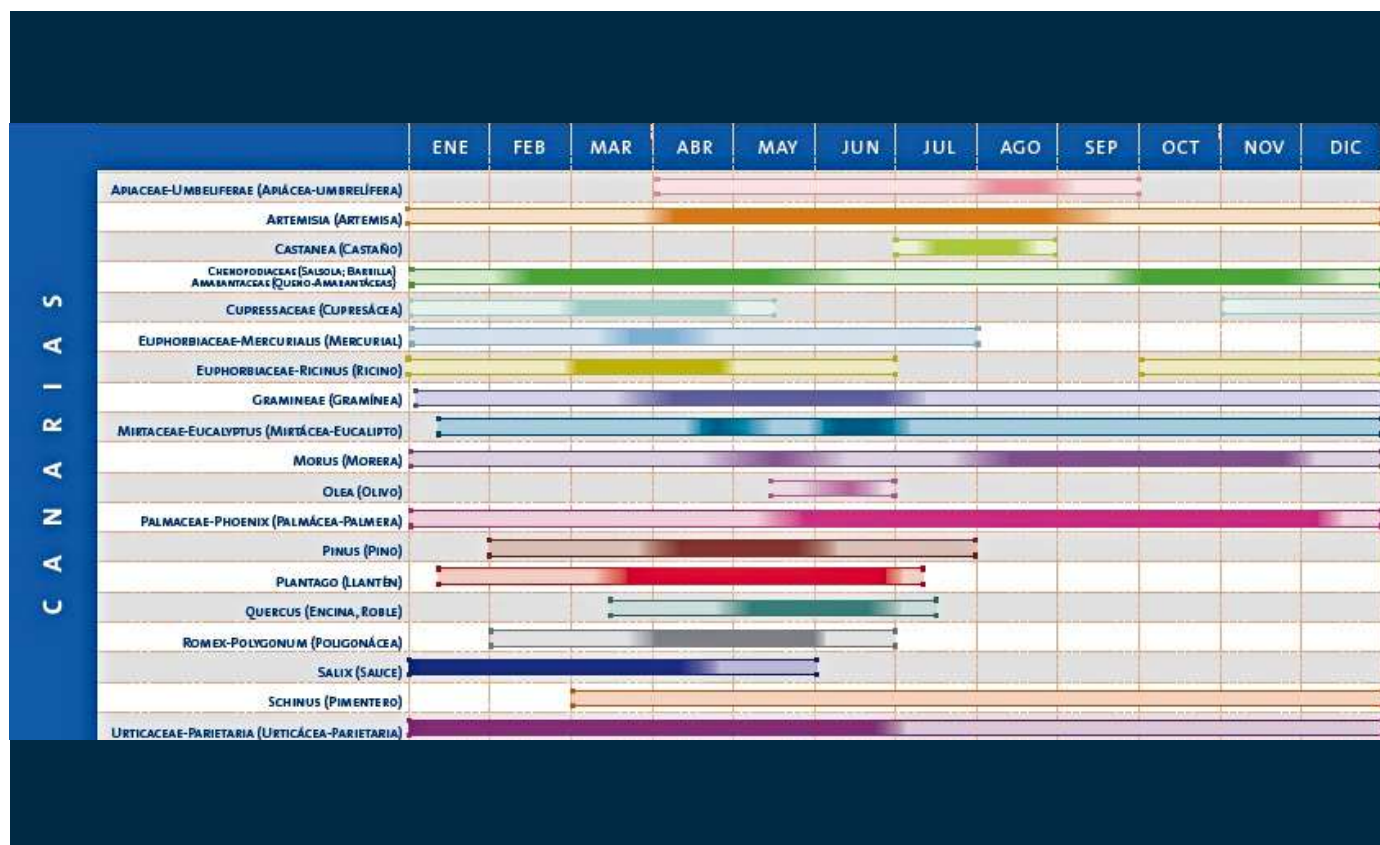 CANARIAS
ENE FEB MAR ABR MAY JUN JUL AGO SEP OCT NOV DIC
APIACEAE-UMBELIFERAE (APIÁCEA-UMBRELÍFERA)
ARTEMISIA (ARTEMISA)
CASTANEA (CASTAÑO)
CHENOPODIACEAE (SALSOLA; BARRILLA)
AMARANTACEAE (QUENO-AMARANTÁCEAS)
CUPRESSACEAE (CUPRESÁCEA)
EUPHORBIACEAE-MERCURIALIS (MERCURIAL)
EUPHORBIACEAE-RICINUS (RICINO)
GRAMINEAE (GRAMÍNEA)
MIRTACEAE-EUCALYPTUS (MIRTÁCEA-EUCALIPTO)
MORUS (MORERA)
OLEA (OLIVO)
PALMACEAE-PHOENIX (PALMÁCEA-PALMERA)
PINUS (PINO)
PLANTAGO (LLANTÉN)
QUERCUS (ENCINA, ROBLE)
ROMEX-POLYGONUM (POLIGONÁCEA)
SALIX (SAUCE)
SCHINUS (PIMENTERO)
URTICACEAE-PARIETARIA (URTICÁCEA-PARIETARIA)